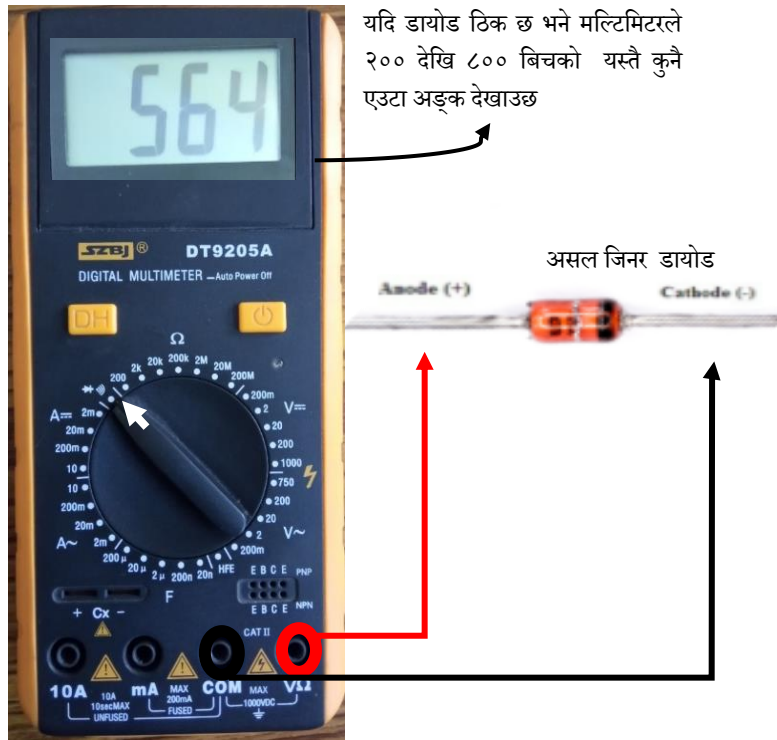 यदि डायोड ठिक छ भने मल्टिमिटरले
२०० देखि ८०० बिचको यस्तै कुनै
एउटा अङ्क देखाउछ
564
SZBJ ®
DT9205A
DIGITAL MULTIMETER – Auto Power Off
असल जिनर डायोड
Anode (+)
Cathode (-)
DH
Ω
200 2k 20k 200k 2M 20M 200M
A⎓ 2m 20m 200m 10
10 200m 20m 2m 200μ A~
200m 2 20 200 1000 V⎓
750 200 20 2 200m V~
20μ 2μ 200n 20n F
HFE
E B C E PNP
E B C E NPN
+ Cx -
CAT II
10A
10A
10secMAX
UNFUSED
mA
MAX
200mA
FUSED
COM
MAX
1000VDC
VΩ